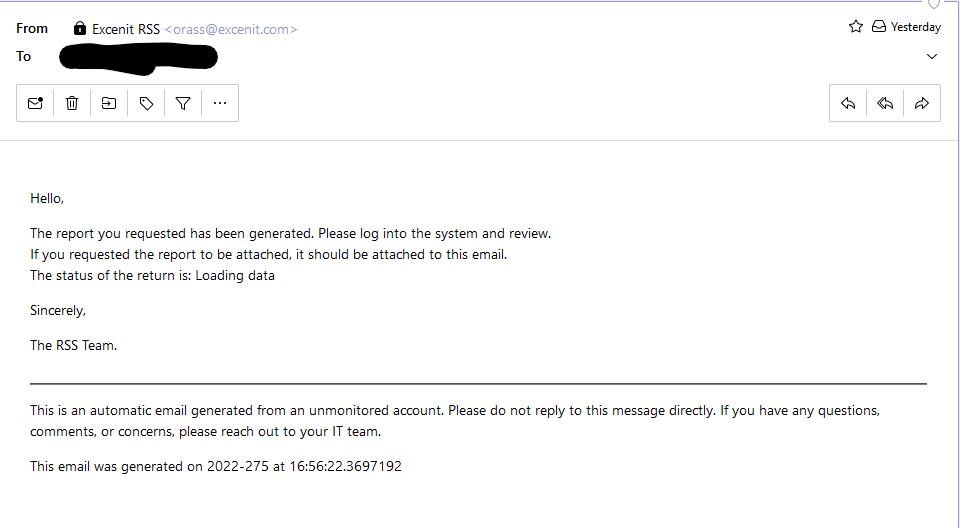 From Excenit RSS <orass@excenit.com> Yesterday
To
Hello,
The report you requested has been generated. Please log into the system and review.
If you requested the report to be attached, it should be attached to this email.
The status of the return is: Loading data
Sincerely,
The RSS Team.
This is an automatic email generated from an unmonitored account. Please do not reply to this message directly. If you have any questions,
comments, or concerns, please reach out to your IT team.
This email was generated on 2022-275 at 16:56:22.3697192